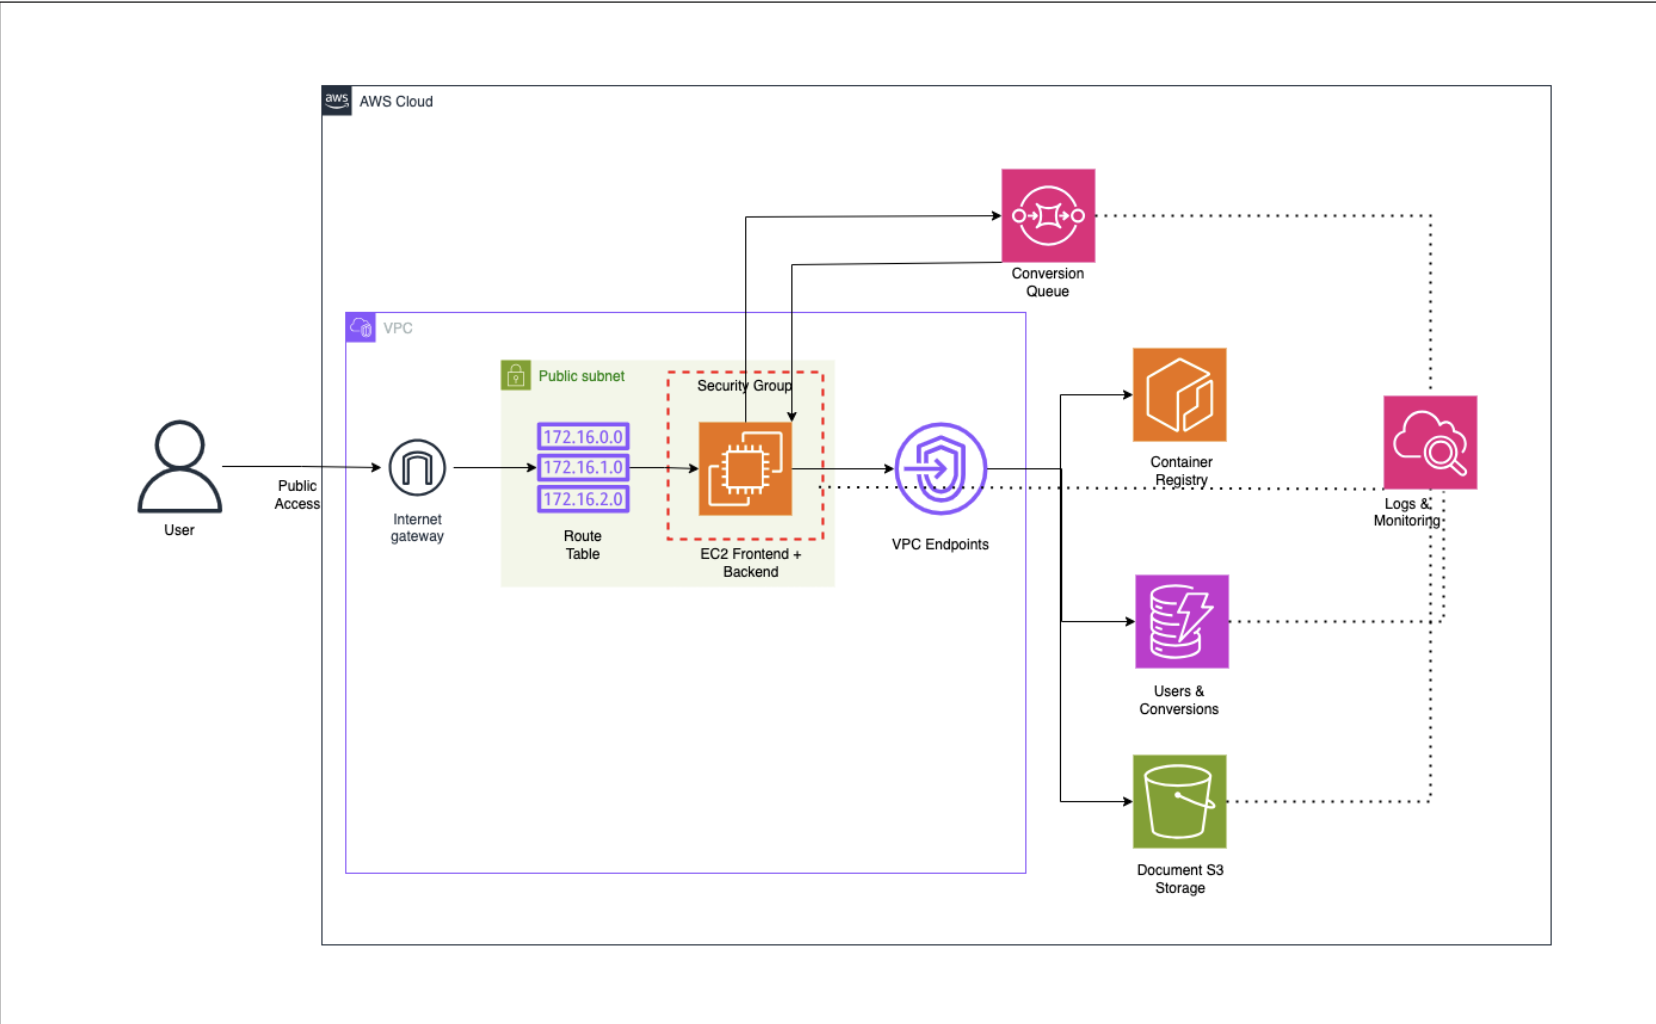 aws
AWS Cloud
Conversion
Queue
VPC
Public subnet
Security Group
172.16.0.0
172.16.1.0
172.16.2.0
Route
Table
EC2 Frontend +
Backend
User
Public
Access
Internet
gateway
VPC Endpoints
Container
Registry
Logs &
Monitoring
Users &
Conversions
Document S3
Storage